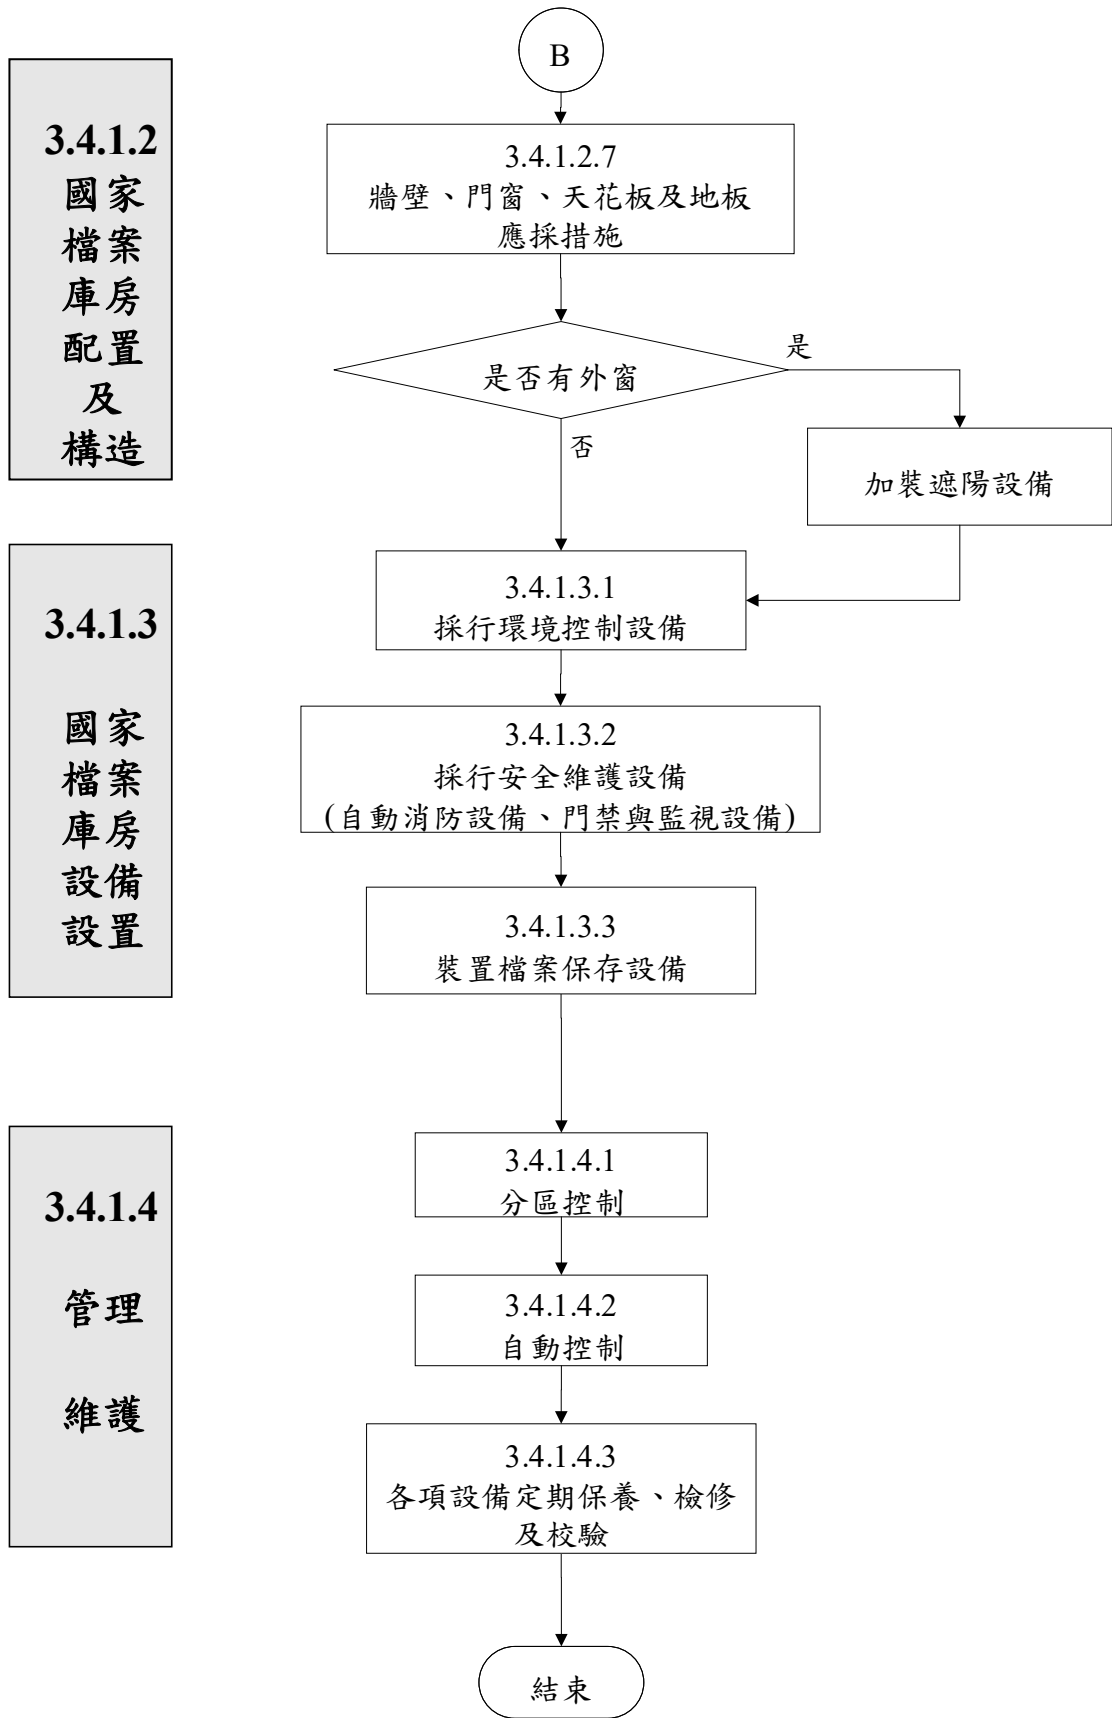 B
3.4.1.2
國家
檔案
庫房
配置
及
構造
3.4.1.2.7
牆壁、門窗、天花板及地板
應採措施
是否有外窗
是
否
加裝遮陽設備
3.4.1.3
國家
檔案
庫房
設備
設置
3.4.1.3.1
採行環境控制設備
3.4.1.3.2
採行安全維護設備
(自動消防設備、門禁與監視設備)
3.4.1.3.3
裝置檔案保存設備
3.4.1.4
管理
維護
3.4.1.4.1
分區控制
3.4.1.4.2
自動控制
3.4.1.4.3
各項設備定期保養、檢修
及校驗
結束